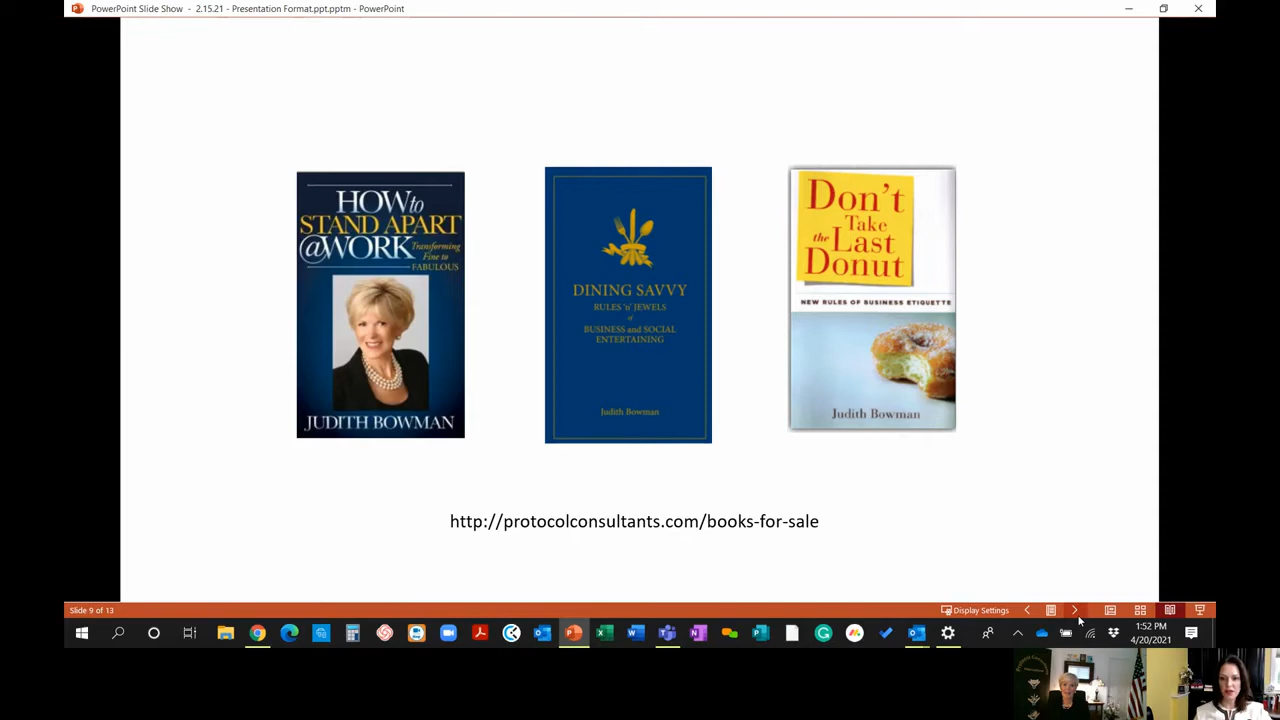 PowerPoint Slide Show - 2.15.21 - Presentation Format.ppt.pptm - PowerPoint
HOW to
STAND APART
@WORK
Transforming
Fine to
FABULOUS
JUDITH BOWMAN
DINING SAVVY
RULES 'n' JEWELS
of
BUSINESS and SOCIAL
ENTERTAINING
Judith Bowman
Don't
Take
the Last
Donut
NEW RULES OF BUSINESS ETIQUETTE
Judith Bowman
http://protocolconsultants.com/books-for-sale
Slide 9 of 13
Display Settings
1:52 PM
4/20/2021